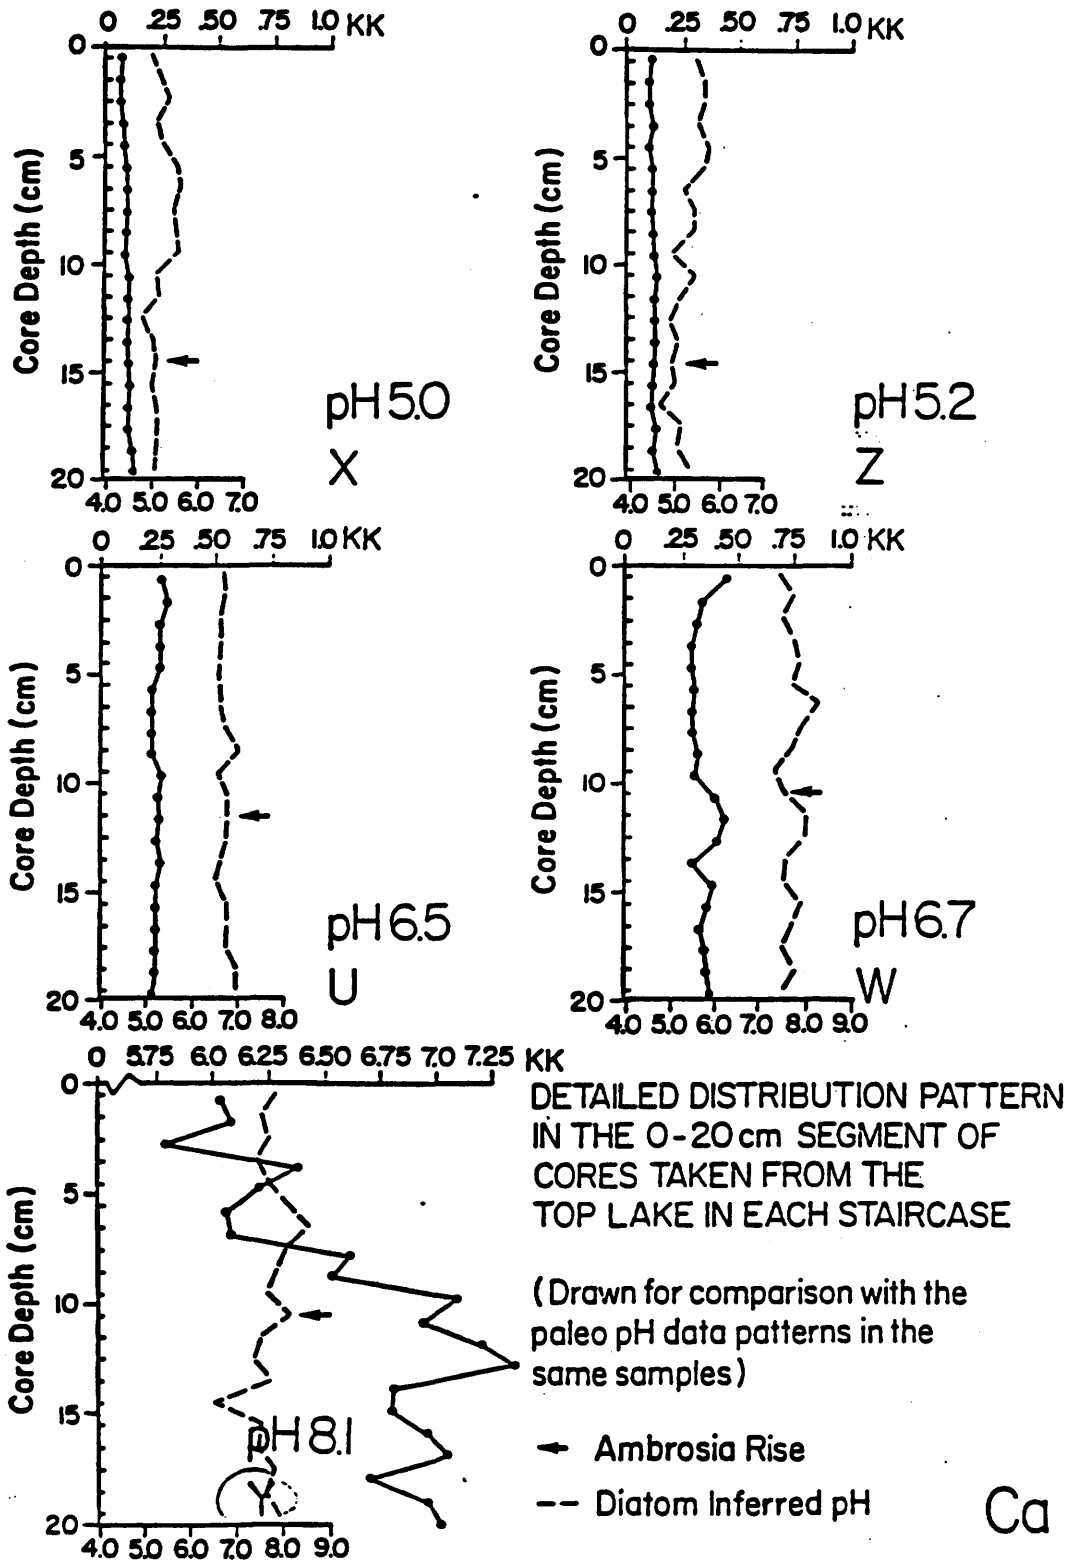 0 .25 .50 .75 1.0 KK
0
5
10
15
20
Core Depth (cm)
pH 5.0
X
4.0 5.0 6.0 7.0
0 .25 .50 .75 1.0 KK
0
5
10
15
20
Core Depth (cm)
pH 5.2
Z
4.0 5.0 6.0 7.0
0 .25 .50 .75 1.0 KK
0
5
10
15
20
Core Depth (cm)
pH 6.5
U
4.0 5.0 6.0 7.0 8.0
0 .25 .50 .75 1.0 KK
0
5
10
15
20
Core Depth (cm)
pH 6.7
W
4.0 5.0 6.0 7.0 8.0 9.0
0 5.75 6.0 6.25 6.50 6.75 7.0 7.25 KK
0
5
10
15
20
Core Depth (cm)
pH 8.1
Y
4.0 5.0 6.0 7.0 8.0 9.0
DETAILED DISTRIBUTION PATTERN
IN THE 0-20 cm SEGMENT OF
CORES TAKEN FROM THE
TOP LAKE IN EACH STAIRCASE
(Drawn for comparison with the
paleo pH data patterns in the
same samples)
Ambrosia Rise
Diatom Inferred pH
Ca